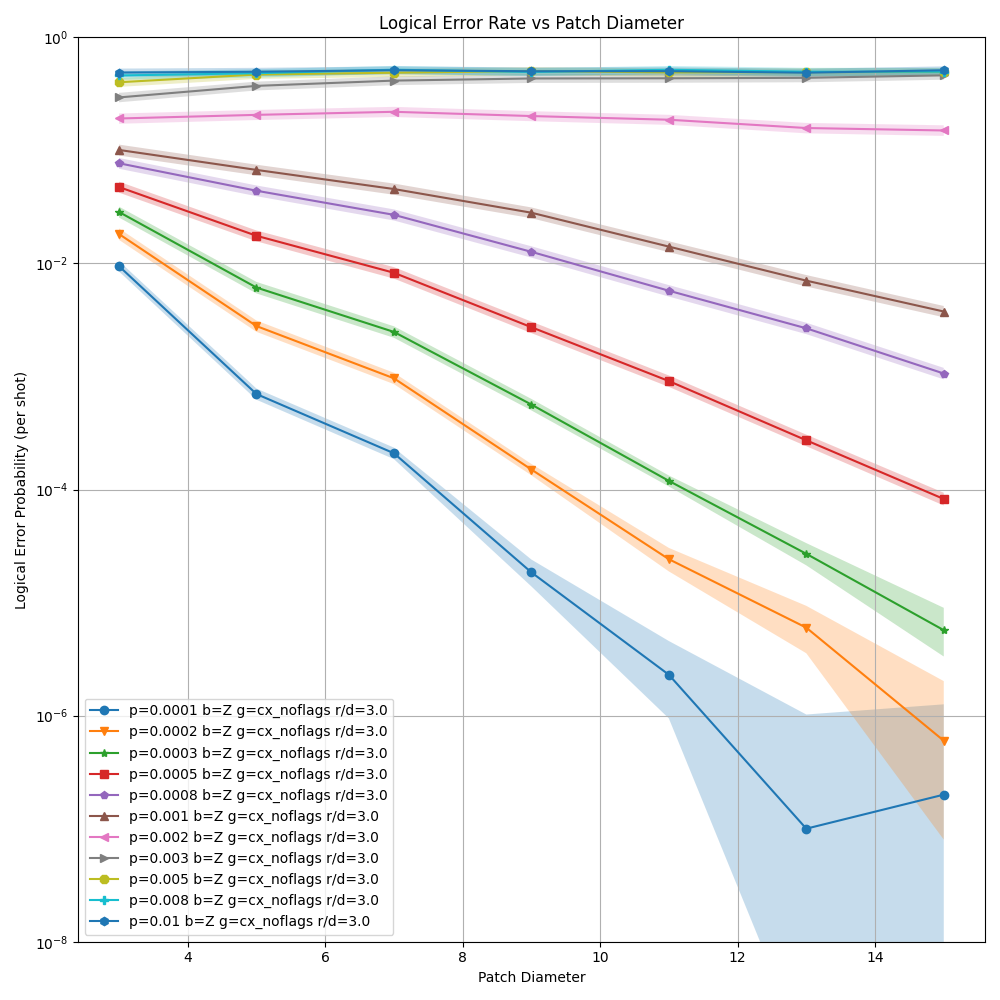 Logical Error Rate vs Patch Diameter
10⁰
10⁻²
10⁻⁴
10⁻⁶
10⁻⁸
Logical Error Probability (per shot)
p=0.0001 b=Z g=cx_noflags r/d=3.0
p=0.0002 b=Z g=cx_noflags r/d=3.0
p=0.0003 b=Z g=cx_noflags r/d=3.0
p=0.0005 b=Z g=cx_noflags r/d=3.0
p=0.0008 b=Z g=cx_noflags r/d=3.0
p=0.001 b=Z g=cx_noflags r/d=3.0
p=0.002 b=Z g=cx_noflags r/d=3.0
p=0.003 b=Z g=cx_noflags r/d=3.0
p=0.005 b=Z g=cx_noflags r/d=3.0
p=0.008 b=Z g=cx_noflags r/d=3.0
p=0.01 b=Z g=cx_noflags r/d=3.0
4 6 8 10 12 14
Patch Diameter